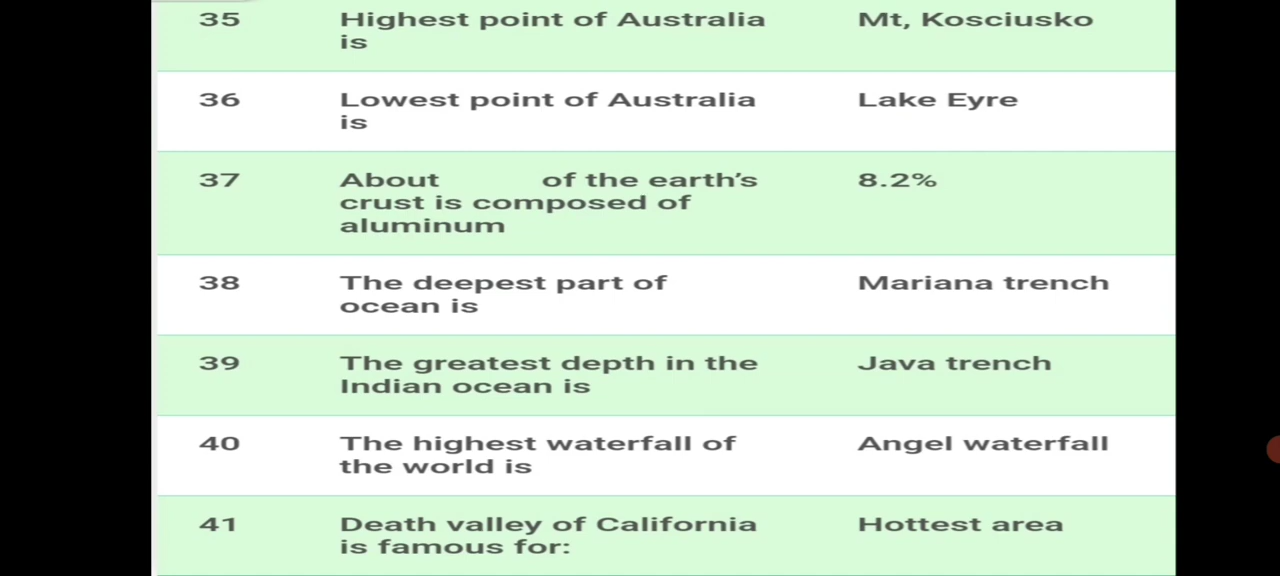 35 Highest point of Australia Mt, Kosciusko
is
36 Lowest point of Australia Lake Eyre
is
37 About of the earth's 8.2%
crust is composed of
aluminum
38 The deepest part of Mariana trench
ocean is
39 The greatest depth in the Java trench
Indian ocean is
40 The highest waterfall of Angel waterfall
the world is
41 Death valley of California Hottest area
is famous for: